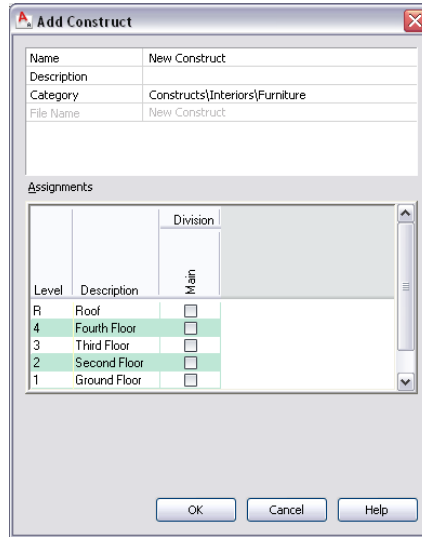 Add Construct
Name New Construct
Description
Category Constructs\Interiors\Furniture
File Name New Construct
Assignments
Division
Level Description Main
R Roof
4 Fourth Floor
3 Third Floor
2 Second Floor
1 Ground Floor
OK Cancel Help